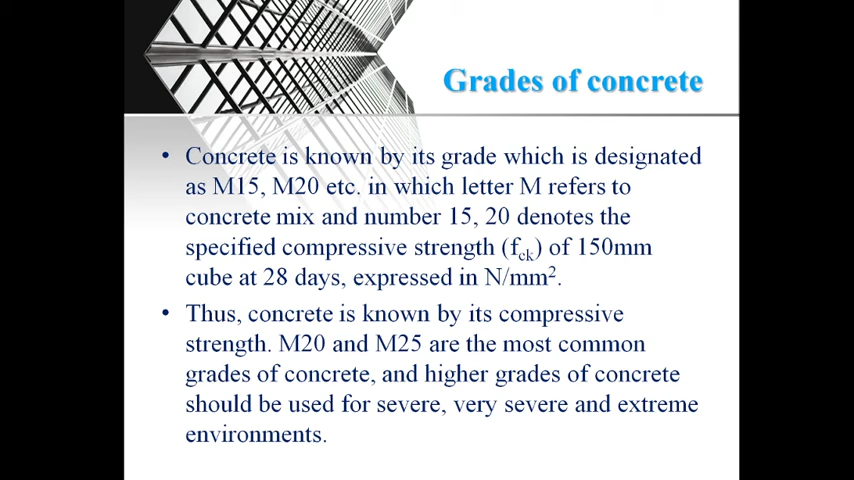 Grades of concrete
• Concrete is known by its grade which is designated
as M15, M20 etc. in which letter M refers to
concrete mix and number 15, 20 denotes the
specified compressive strength (fck) of 150mm
cube at 28 days, expressed in N/mm².
• Thus, concrete is known by its compressive
strength. M20 and M25 are the most common
grades of concrete, and higher grades of concrete
should be used for severe, very severe and extreme
environments.